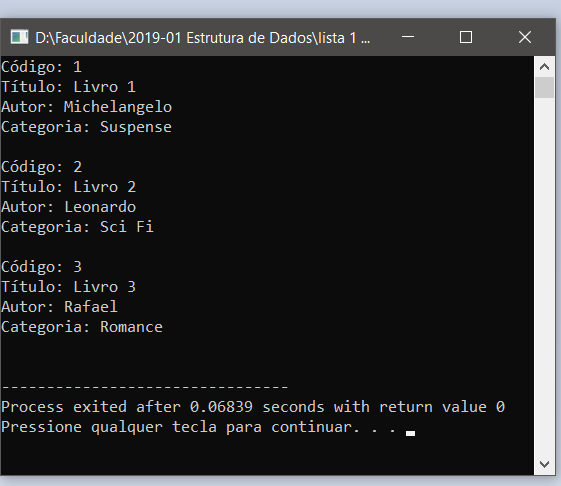 D:\Faculdade\2019-01 Estrutura de Dados\lista 1 ...
Código: 1
Título: Livro 1
Autor: Michelangelo
Categoria: Suspense
Código: 2
Título: Livro 2
Autor: Leonardo
Categoria: Sci Fi
Código: 3
Título: Livro 3
Autor: Rafael
Categoria: Romance
--------------------------------
Process exited after 0.06839 seconds with return value 0
Pressione qualquer tecla para continuar. . .